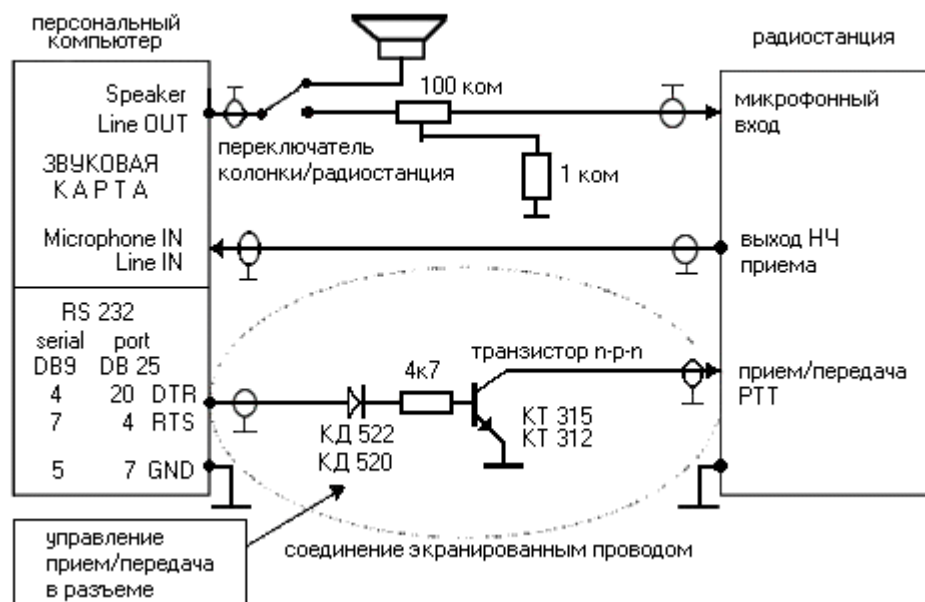 персональный
компьютер
радиостанция
Speaker
Line OUT
100 ком
микрофонный
вход
переключатель
колонки/радиостанция
1 ком
ЗВУКОВАЯ
КАРТА
Microphone IN
Line IN
выход НЧ
приема
RS 232
serial port
DB9 DB 25
4 20 DTR
7 4 RTS
5 7 GND
транзистор n-p-n
4к7
прием/передача
РТТ
КД 522
КД 520
КТ 315
КТ 312
соединение экранированным проводом
управление
прием/передача
в разъеме